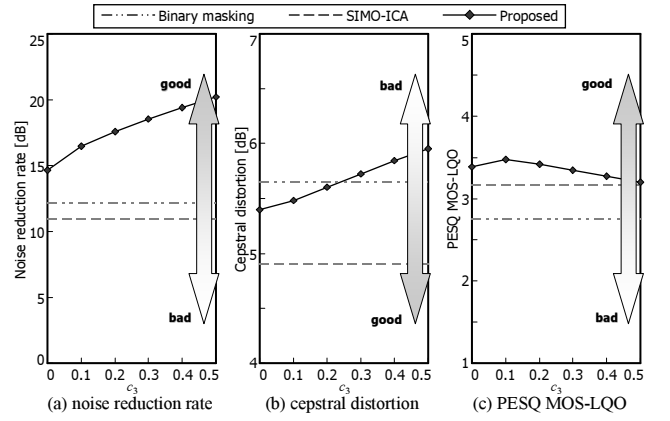 Binary masking SIMO-ICA Proposed
Noise reduction rate [dB]
25
20
15
10
5
0
good
bad
0 0.1 0.2 0.3 0.4 0.5
c3
(a) noise reduction rate
Cepstral distortion [dB]
7
6
5
4
bad
good
0 0.1 0.2 0.3 0.4 0.5
c3
(b) cepstral distortion
PESQ MOS-LQO
5
4
3
2
1
good
bad
0 0.1 0.2 0.3 0.4 0.5
c3
(c) PESQ MOS-LQO